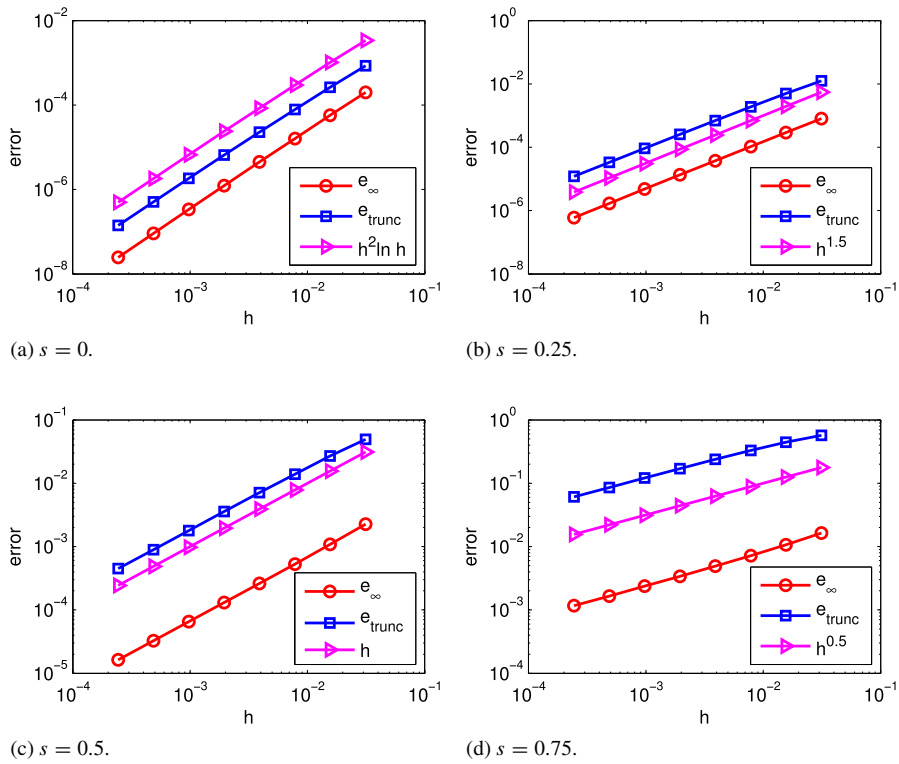 10^-2
10^-4
10^-6
10^-8
error
10^-4
10^-3
10^-2
10^-1
h
e_∞
e_trunc
h^2 ln h
(a) s = 0.
10^0
10^-2
10^-4
10^-6
10^-8
error
10^-4
10^-3
10^-2
10^-1
h
e_∞
e_trunc
h^1.5
(b) s = 0.25.
10^-1
10^-2
10^-3
10^-4
10^-5
error
10^-4
10^-3
10^-2
10^-1
h
e_∞
e_trunc
h
(c) s = 0.5.
10^0
10^-1
10^-2
10^-3
10^-4
error
10^-4
10^-3
10^-2
10^-1
h
e_∞
e_trunc
h^0.5
(d) s = 0.75.